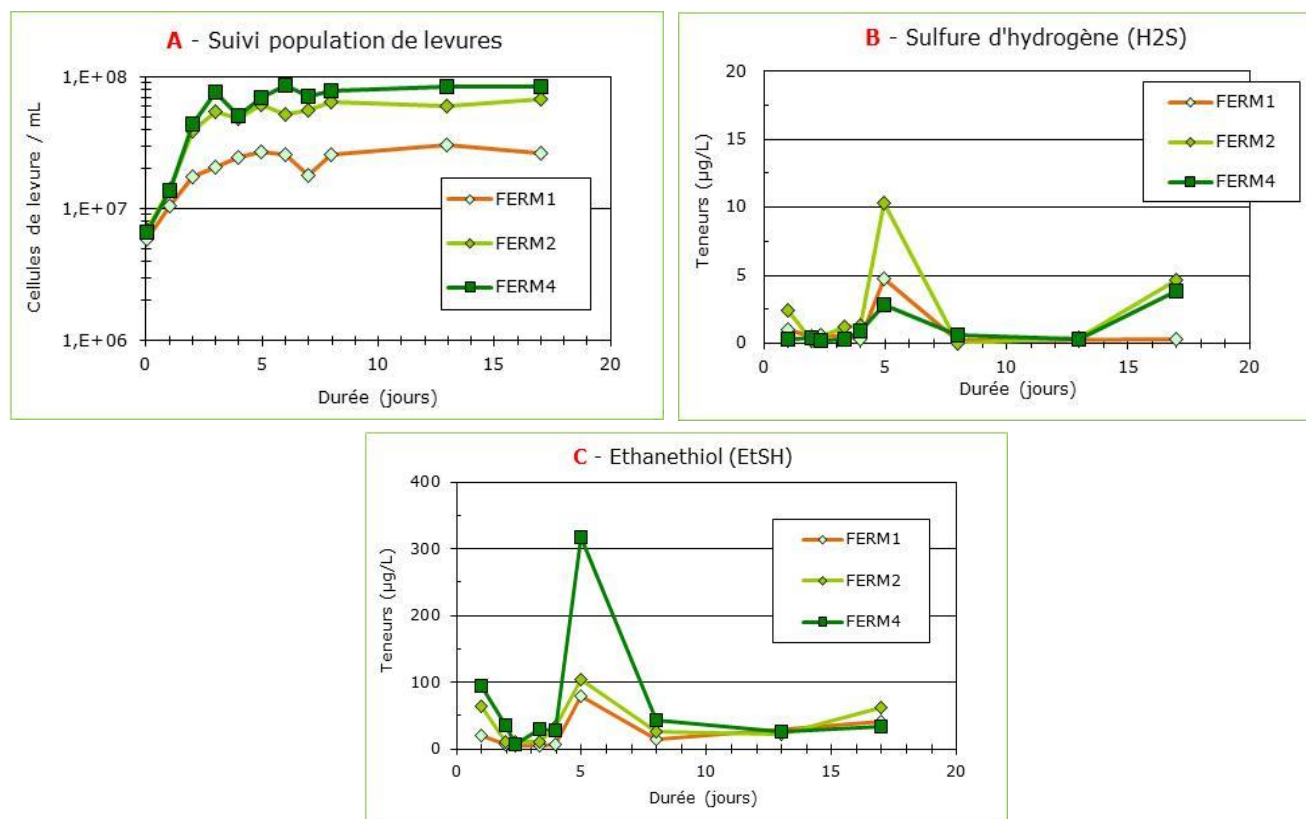 A - Suivi population de levures
Cellules de levure / mL
1,E+08
1,E+07
1,E+06
0 5 10 15 20
Durée (jours)
FERM1
FERM2
FERM4
B - Sulfure d'hydrogène (H2S)
Teneurs (µg/L)
20
15
10
5
0
0 5 10 15 20
Durée (jours)
FERM1
FERM2
FERM4
C - Ethanethiol (EtSH)
Teneurs (µg/L)
400
300
200
100
0
0 5 10 15 20
Durée (jours)
FERM1
FERM2
FERM4